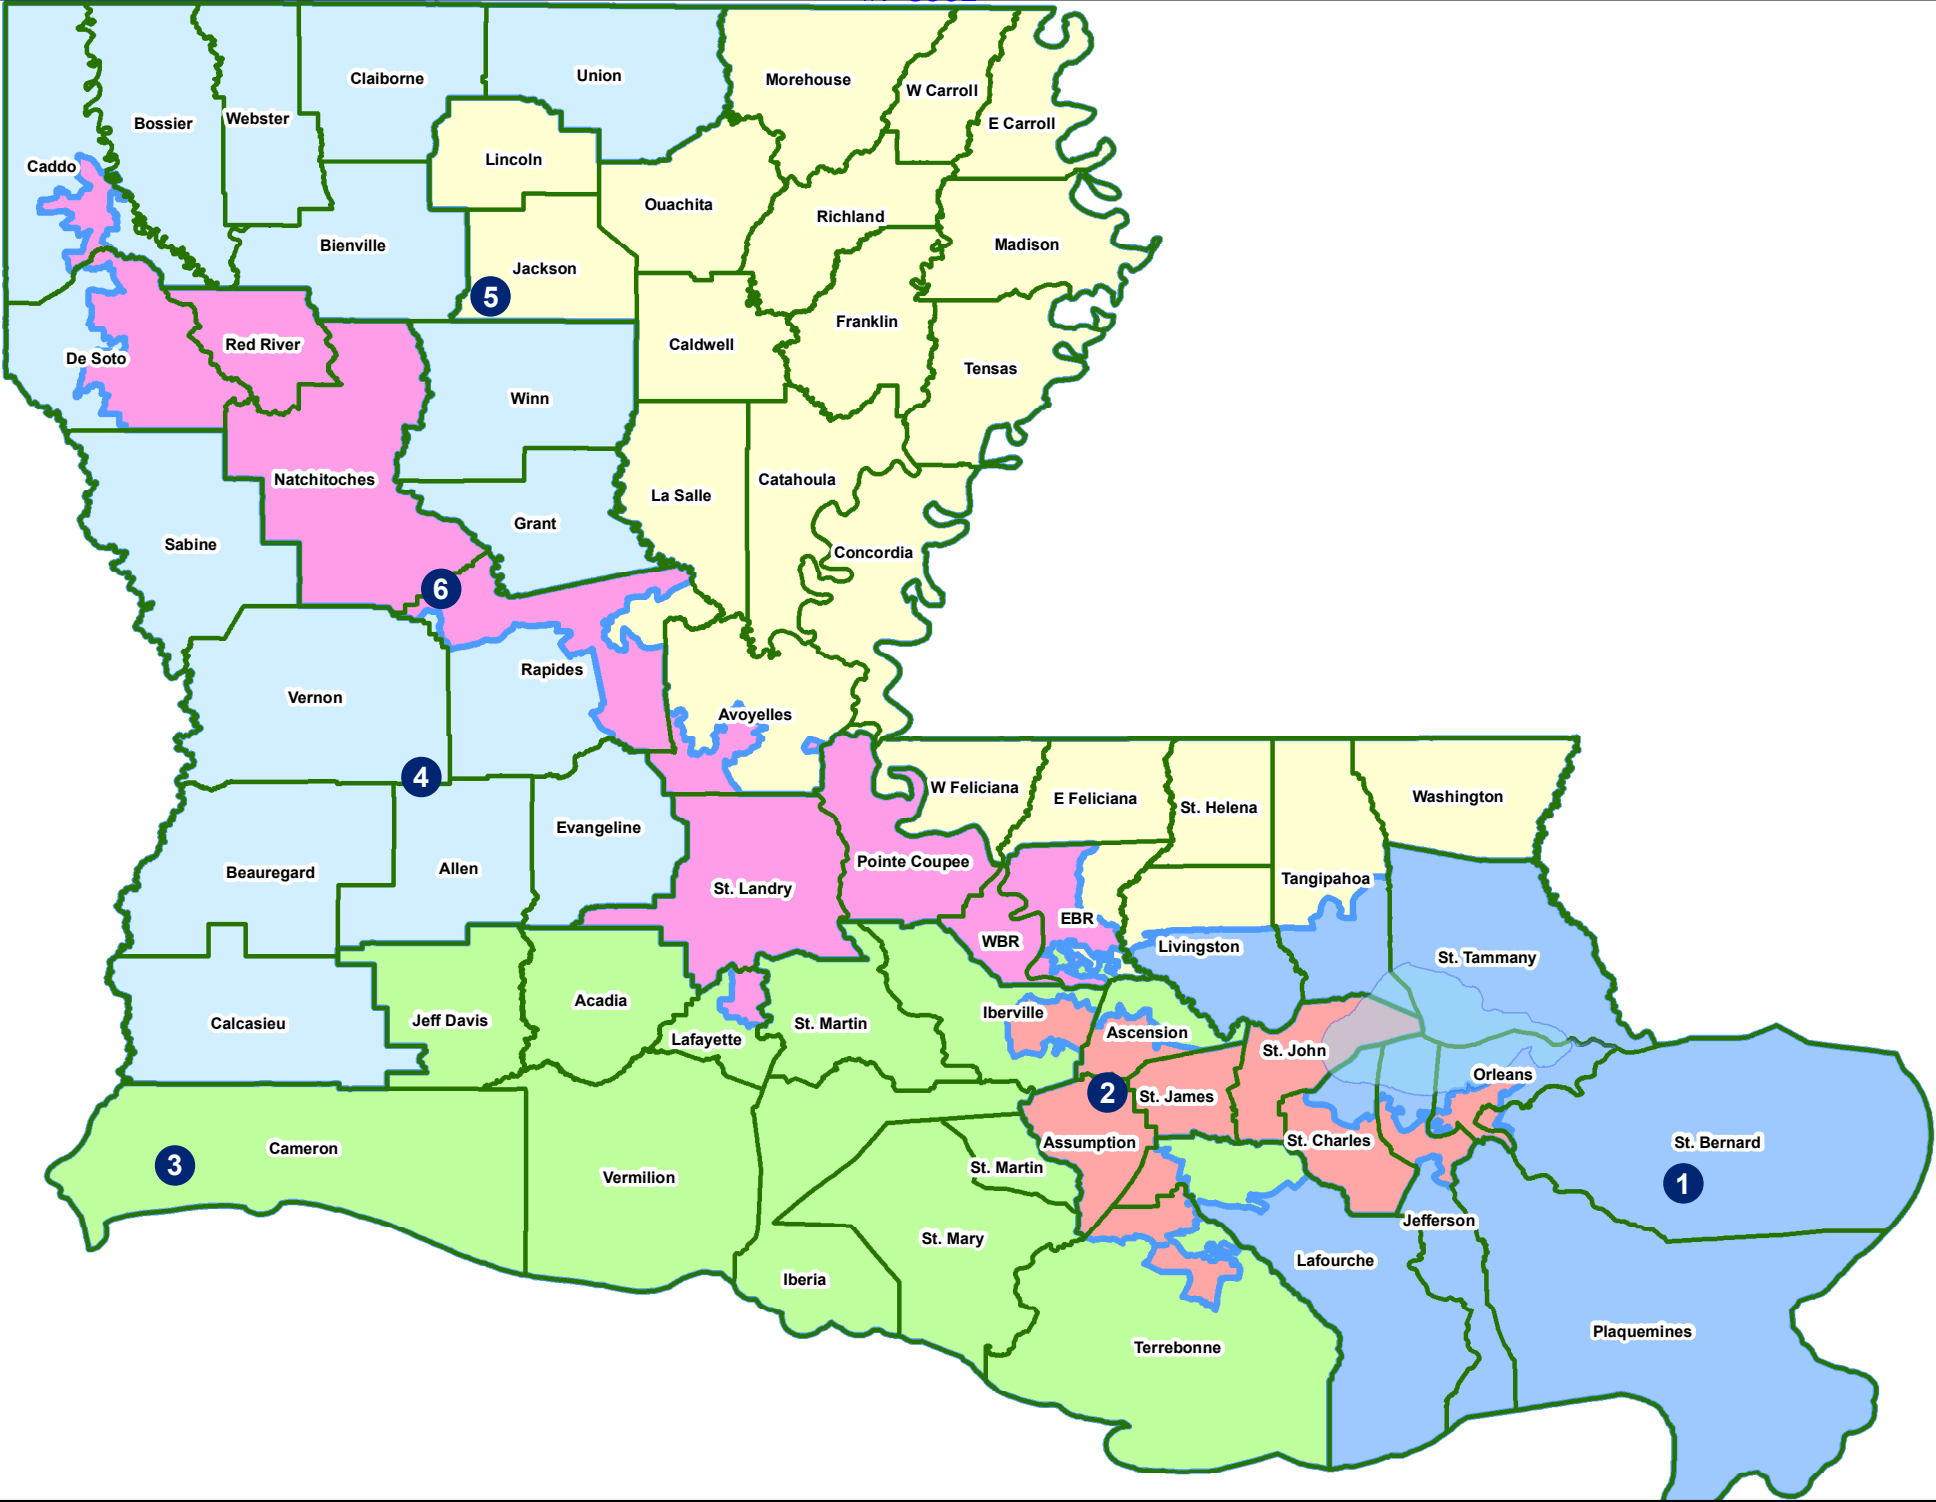 Claiborne
Union
Morehouse
W Carroll
E Carroll
Bossier
Webster
Caddo
Lincoln
Ouachita
Richland
Madison
Bienville
Jackson
5
Franklin
Caldwell
Red River
De Soto
Tensas
Winn
Natchitoches
La Salle
Catahoula
Grant
Sabine
Concordia
6
Rapides
Vernon
Avoyelles
4
W Feliciana
E Feliciana
St. Helena
Washington
Evangeline
Beauregard
Allen
St. Landry
Pointe Coupee
Tangipahoa
EBR
WBR
Livingston
St. Tammany
Acadia
Iberville
Calcasieu
Jeff Davis
St. Martin
Lafayette
Ascension
St. John
Orleans
2
St. James
Cameron
3
Assumption
St. Charles
St. Bernard
1
Vermilion
St. Martin
St. Mary
Jefferson
Lafourche
Iberia
Terrebonne
Plaquemines